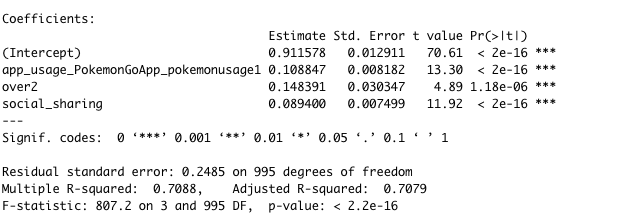 Coefficients:
Estimate Std. Error t value Pr(>|t|)
(Intercept) 0.911578 0.012911 70.61 < 2e-16 ***
app_usage_PokemonGoApp_pokemonusage1 0.108847 0.008182 13.30 < 2e-16 ***
over2 0.148391 0.030347 4.89 1.18e-06 ***
social_sharing 0.089400 0.007499 11.92 < 2e-16 ***
---
Signif. codes: 0 ‘***’ 0.001 ‘**’ 0.01 ‘*’ 0.05 ‘.’ 0.1 ‘ ’ 1
Residual standard error: 0.2485 on 995 degrees of freedom
Multiple R-squared: 0.7088, Adjusted R-squared: 0.7079
F-statistic: 807.2 on 3 and 995 DF, p-value: < 2.2e-16